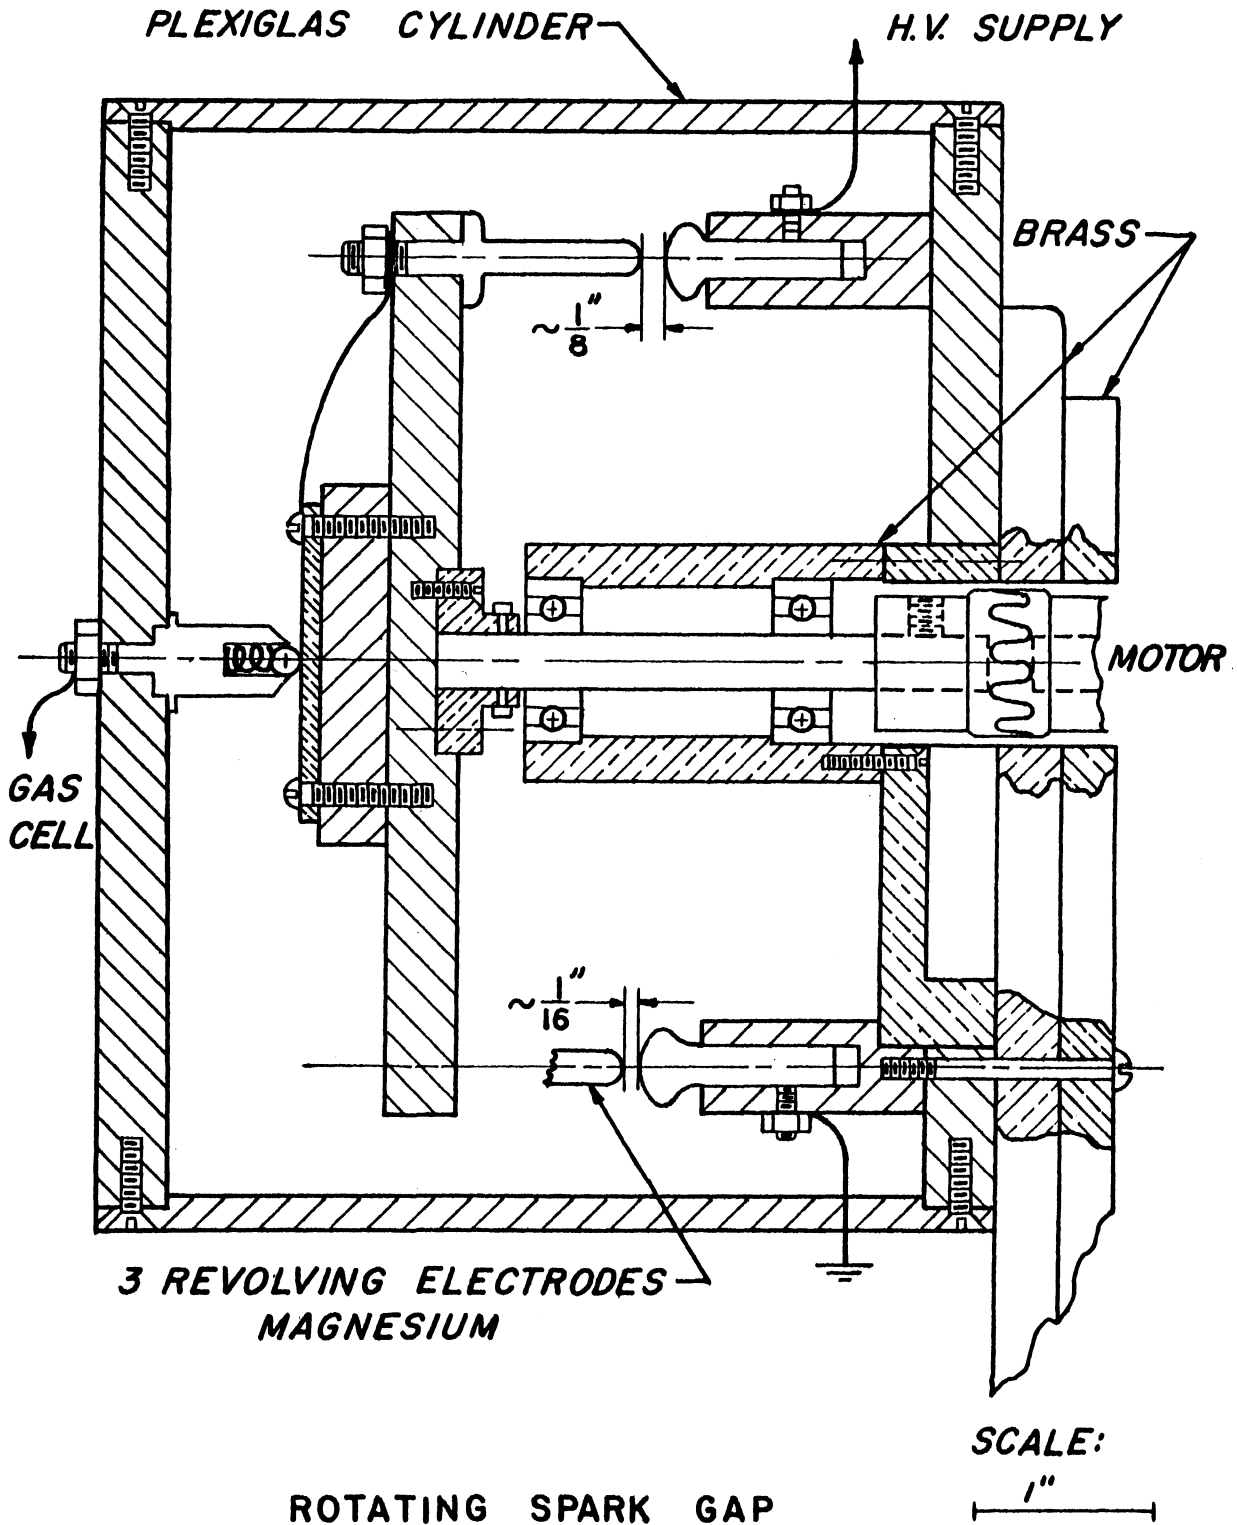 PLEXIGLAS CYLINDER
H.V. SUPPLY
BRASS
~ 1/8"
MOTOR
GAS
CELL
~ 1/16"
3 REVOLVING ELECTRODES
MAGNESIUM
SCALE:
1"
ROTATING SPARK GAP